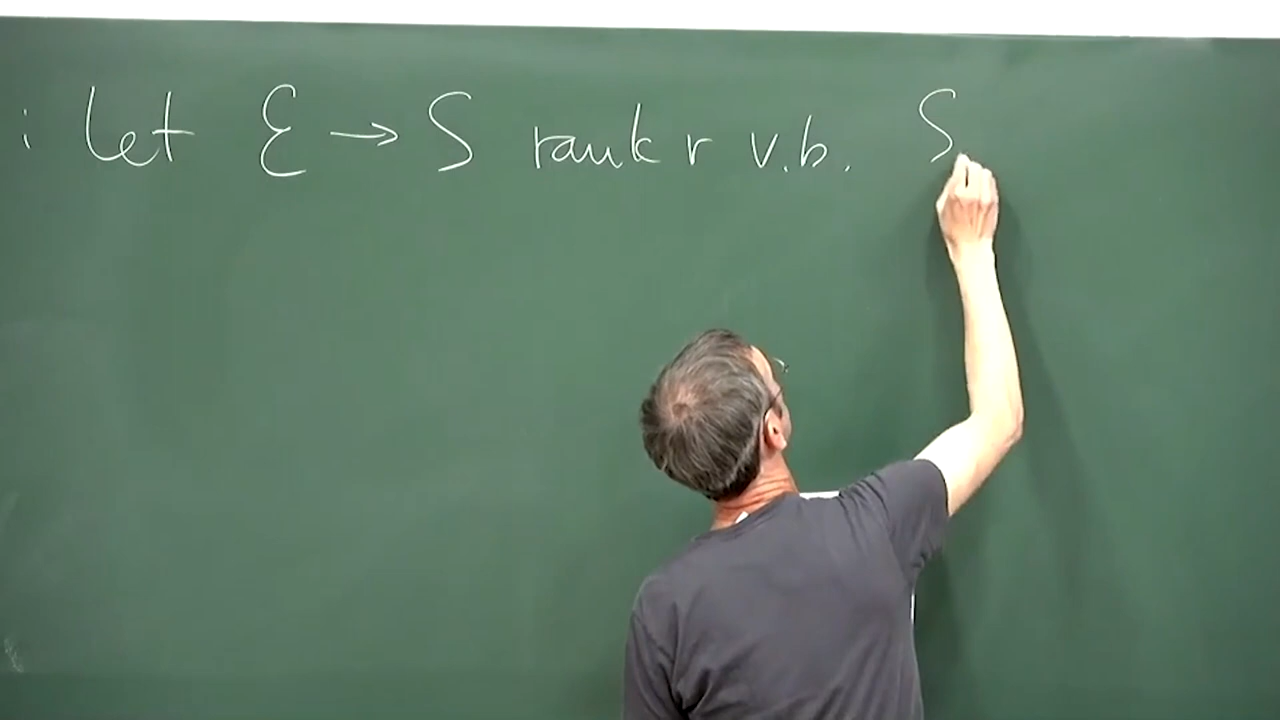 : Let ℰ → S rank r v.b. S